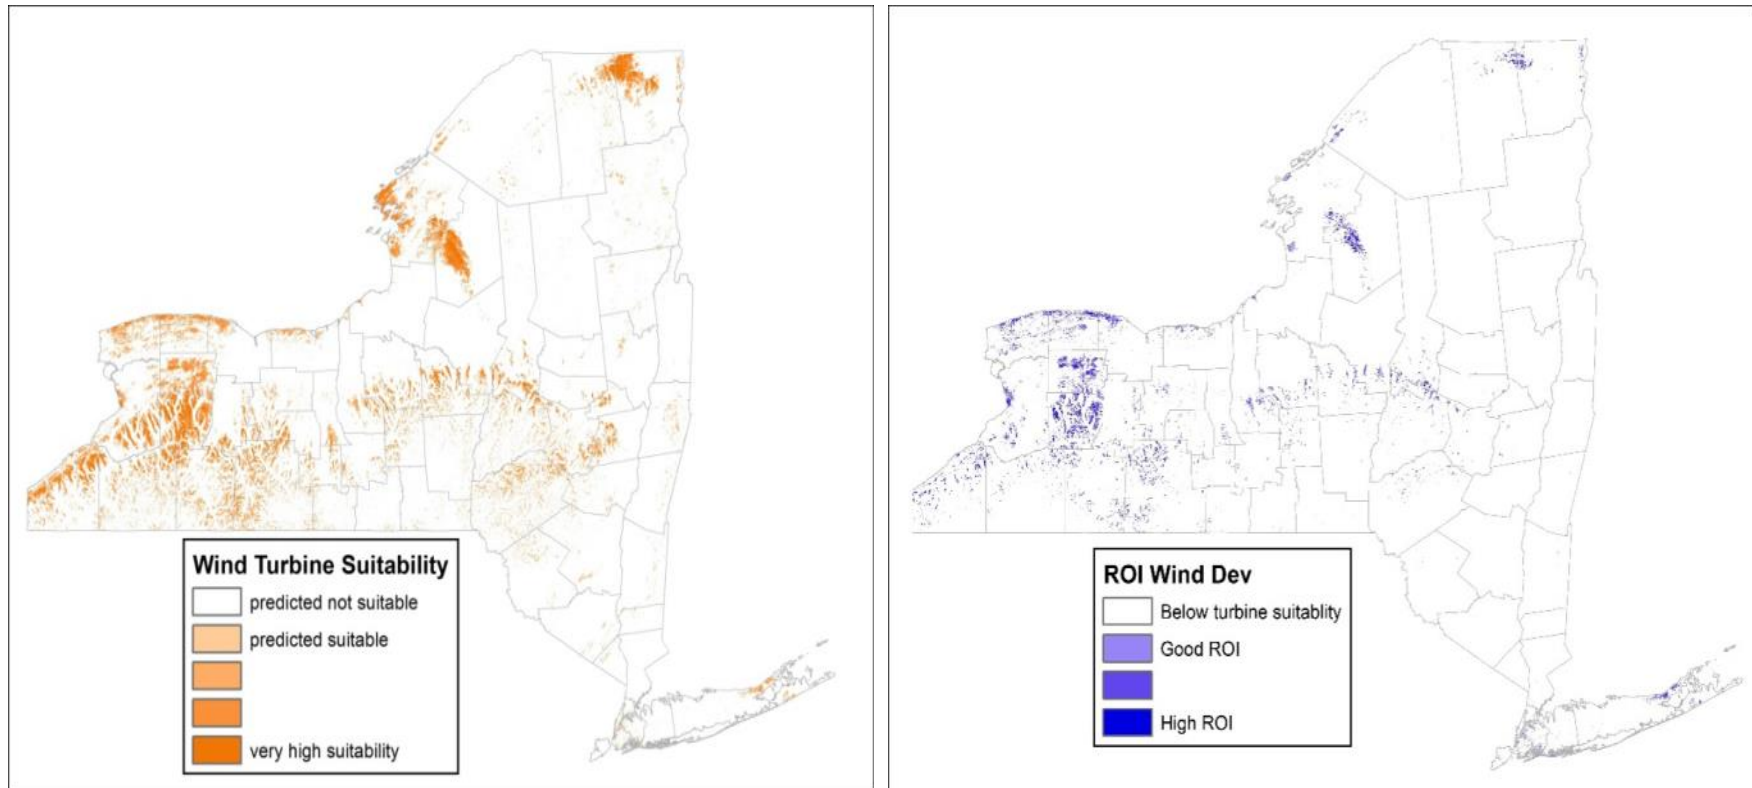 Wind Turbine Suitability
predicted not suitable
predicted suitable
very high suitability
ROI Wind Dev
Below turbine suitablity
Good ROI
High ROI